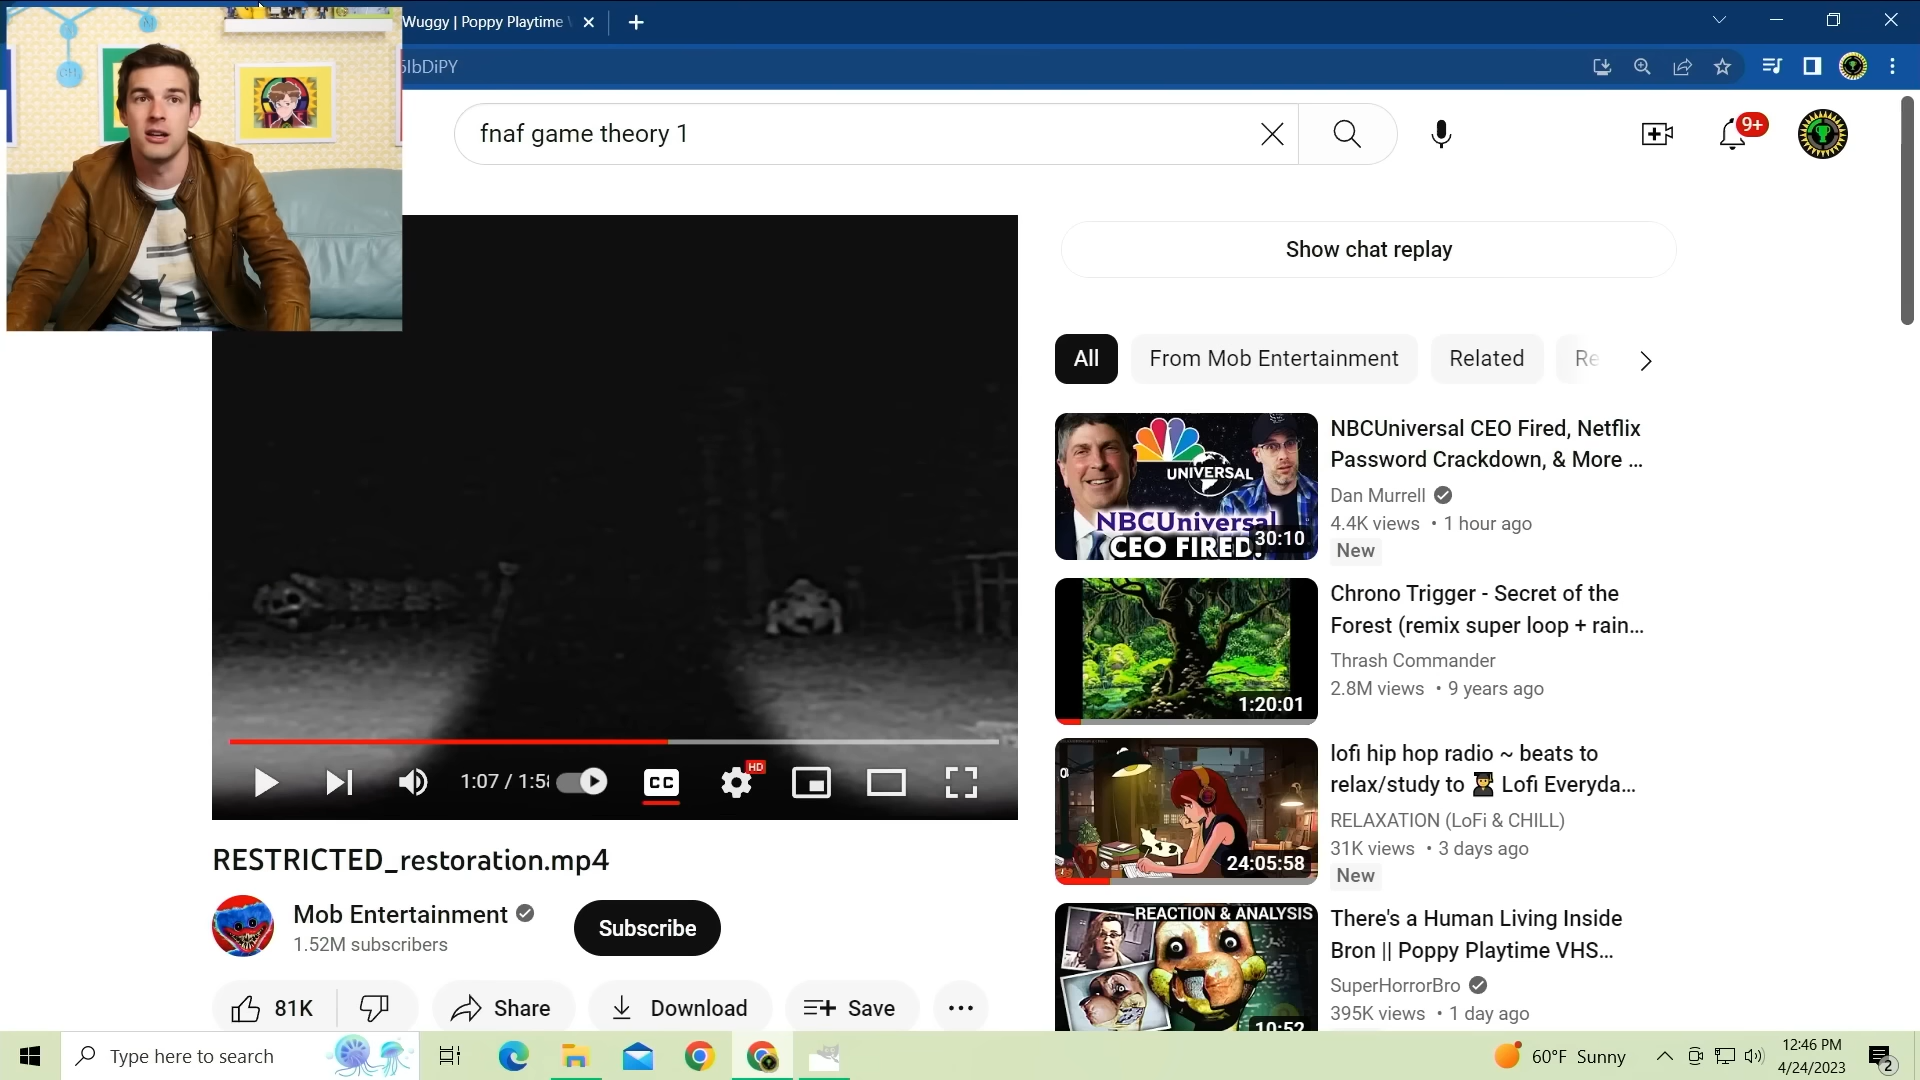 Wuggy | Poppy Playtime
5IbDiPY
fnaf game theory 1
9+
Show chat replay
All
From Mob Entertainment
Related
Re
NBCUniversal CEO Fired, Netflix
Password Crackdown, & More ...
Dan Murrell
4.4K views • 1 hour ago
New
UNIVERSAL
NBCUniversal
CEO FIRED!
30:10
Chrono Trigger - Secret of the
Forest (remix super loop + rain...
Thrash Commander
2.8M views • 9 years ago
1:20:01
lofi hip hop radio ~ beats to
relax/study to 👨‍🎓 Lofi Everyda...
RELAXATION (LoFi & CHILL)
31K views • 3 days ago
New
24:05:58
There's a Human Living Inside
Bron || Poppy Playtime VHS...
SuperHorrorBro
395K views • 1 day ago
REACTION & ANALYSIS
10:52
1:07 / 1:58
CC
HD
RESTRICTED_restoration.mp4
Mob Entertainment
1.52M subscribers
Subscribe
81K
Share
Download
Save
Type here to search
60°F Sunny
12:46 PM
4/24/2023
2